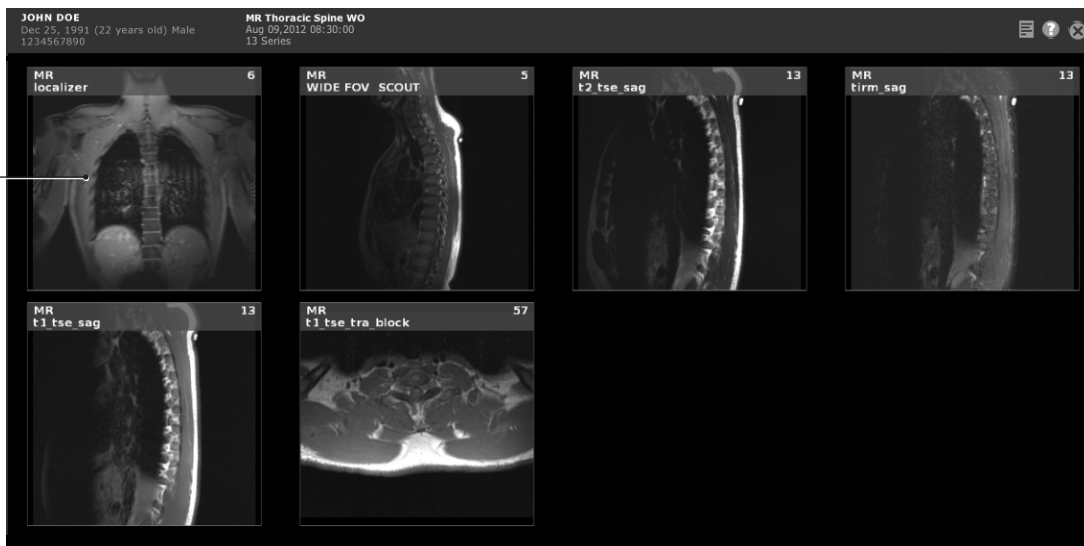 JOHN DOE
Dec 25, 1991 (22 years old) Male
1234567890
MR Thoracic Spine WO
Aug 09,2012 08:30:00
13 Series
?
MR 6
localizer
MR 5
WIDE FOV SCOUT
MR 13
t2_tse_sag
MR 13
tirm_sag
MR 13
t1_tse_sag
MR 57
t1_tse_tra_block